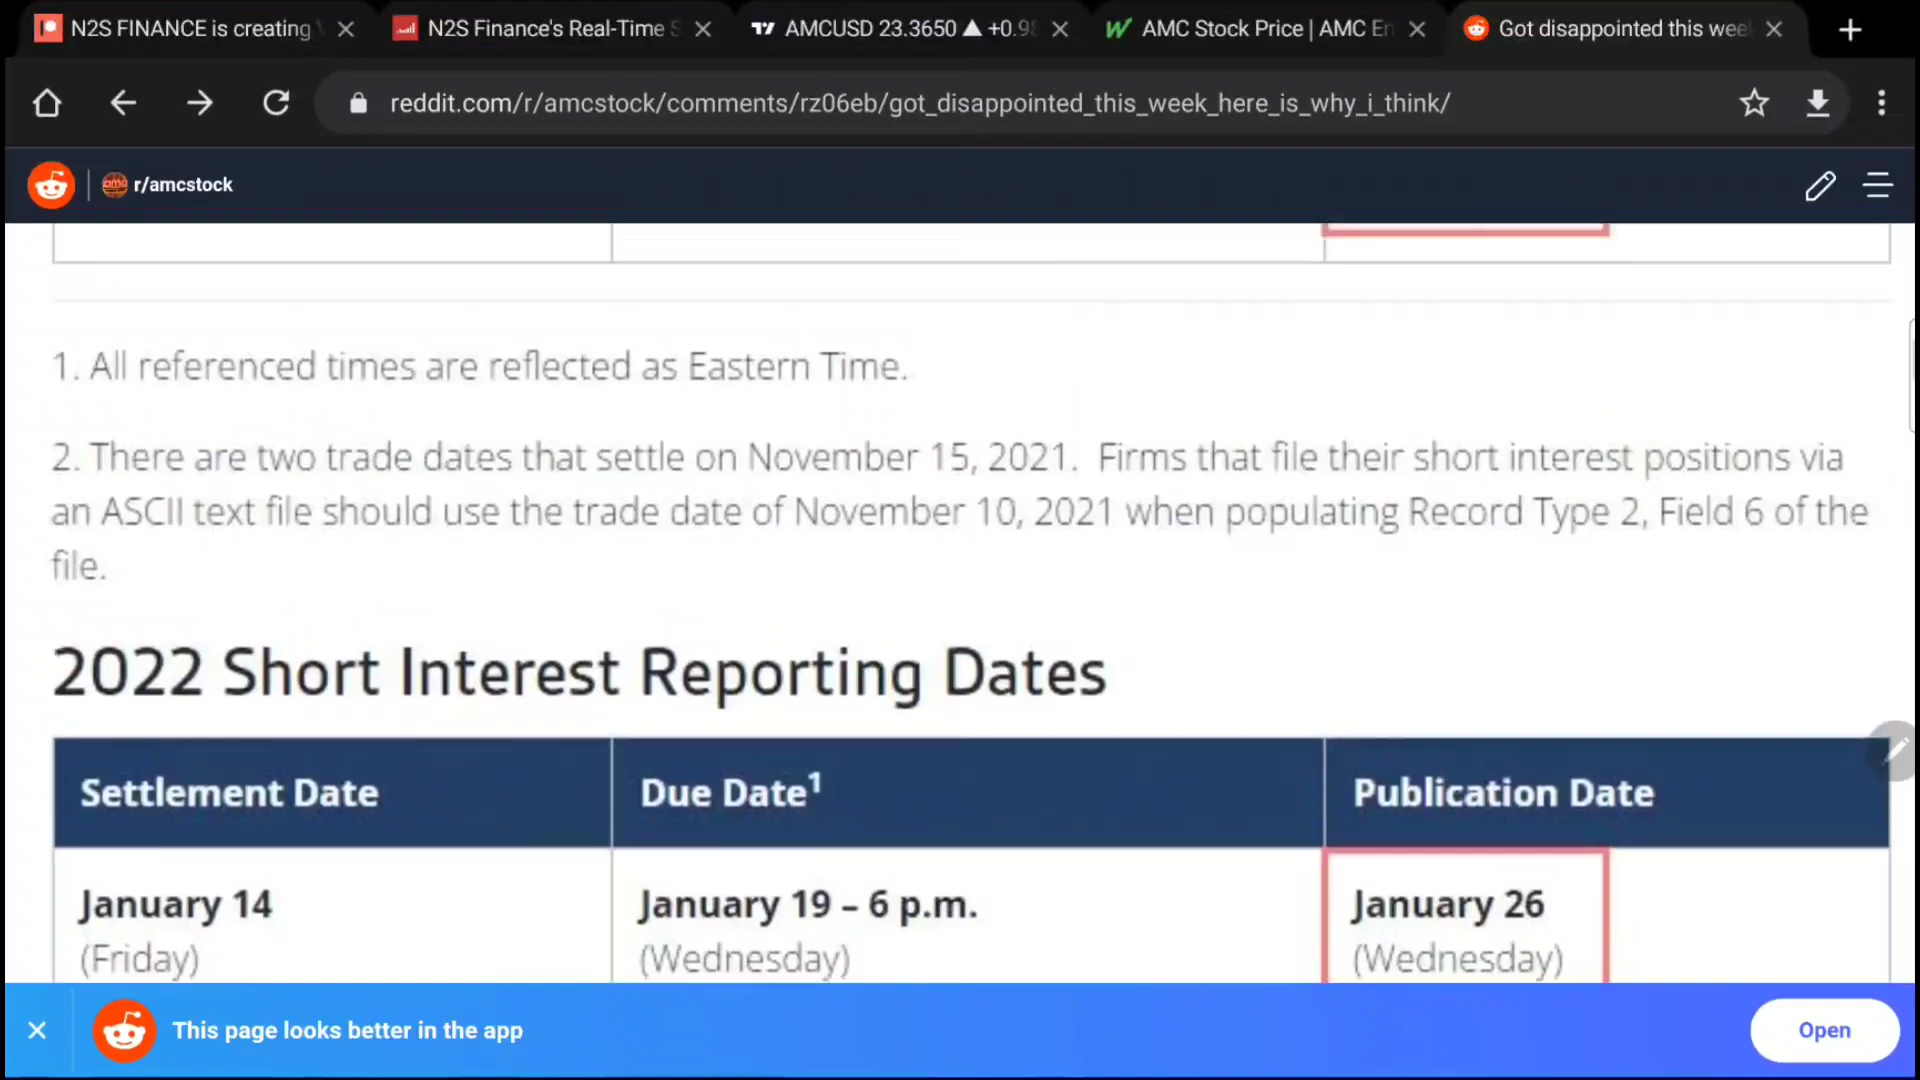 N2S FINANCE is creating
N2S Finance's Real-Time
AMCUSD 23.3650 ▲ +0.98
AMC Stock Price | AMC En
Got disappointed this wee
reddit.com/r/amcstock/comments/rz06eb/got_disappointed_this_week_here_is_why_i_think/
r/amcstock
1. All referenced times are reflected as Eastern Time.
2. There are two trade dates that settle on November 15, 2021. Firms that file their short interest positions via
an ASCII text file should use the trade date of November 10, 2021 when populating Record Type 2, Field 6 of the
file.
2022 Short Interest Reporting Dates
Settlement Date Due Date¹ Publication Date
January 14 January 19 – 6 p.m. January 26
(Friday) (Wednesday) (Wednesday)
This page looks better in the app
Open